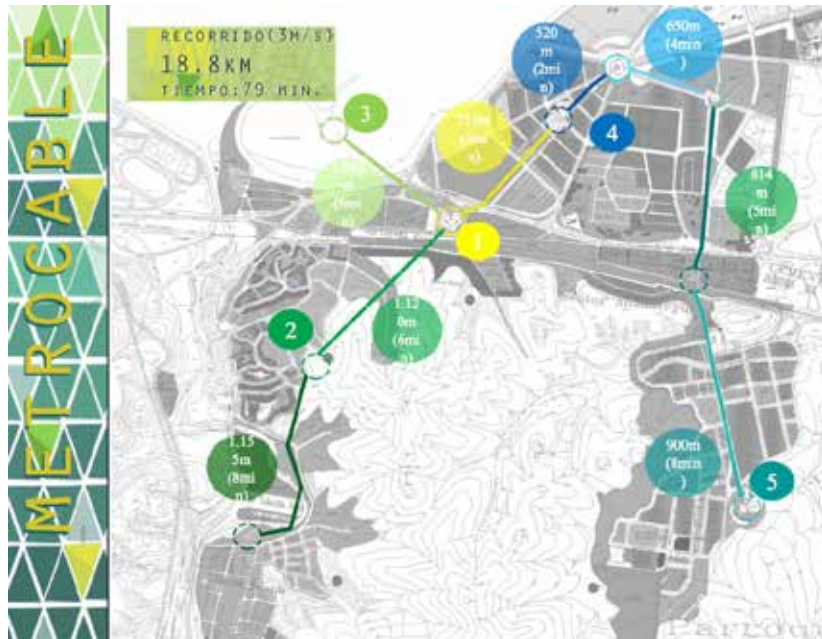 METROCABLE
RECORRIDO(3M/S)
18.8KM
TIEMPO:79 MIN.
520
m
(2mi
n)
650m
(4min
)
3
4
814
m
(5mi
n)
1
2
1.12
0m
(6mi
n)
1,15
5m
(8mi
n)
900m
(8min
)
5